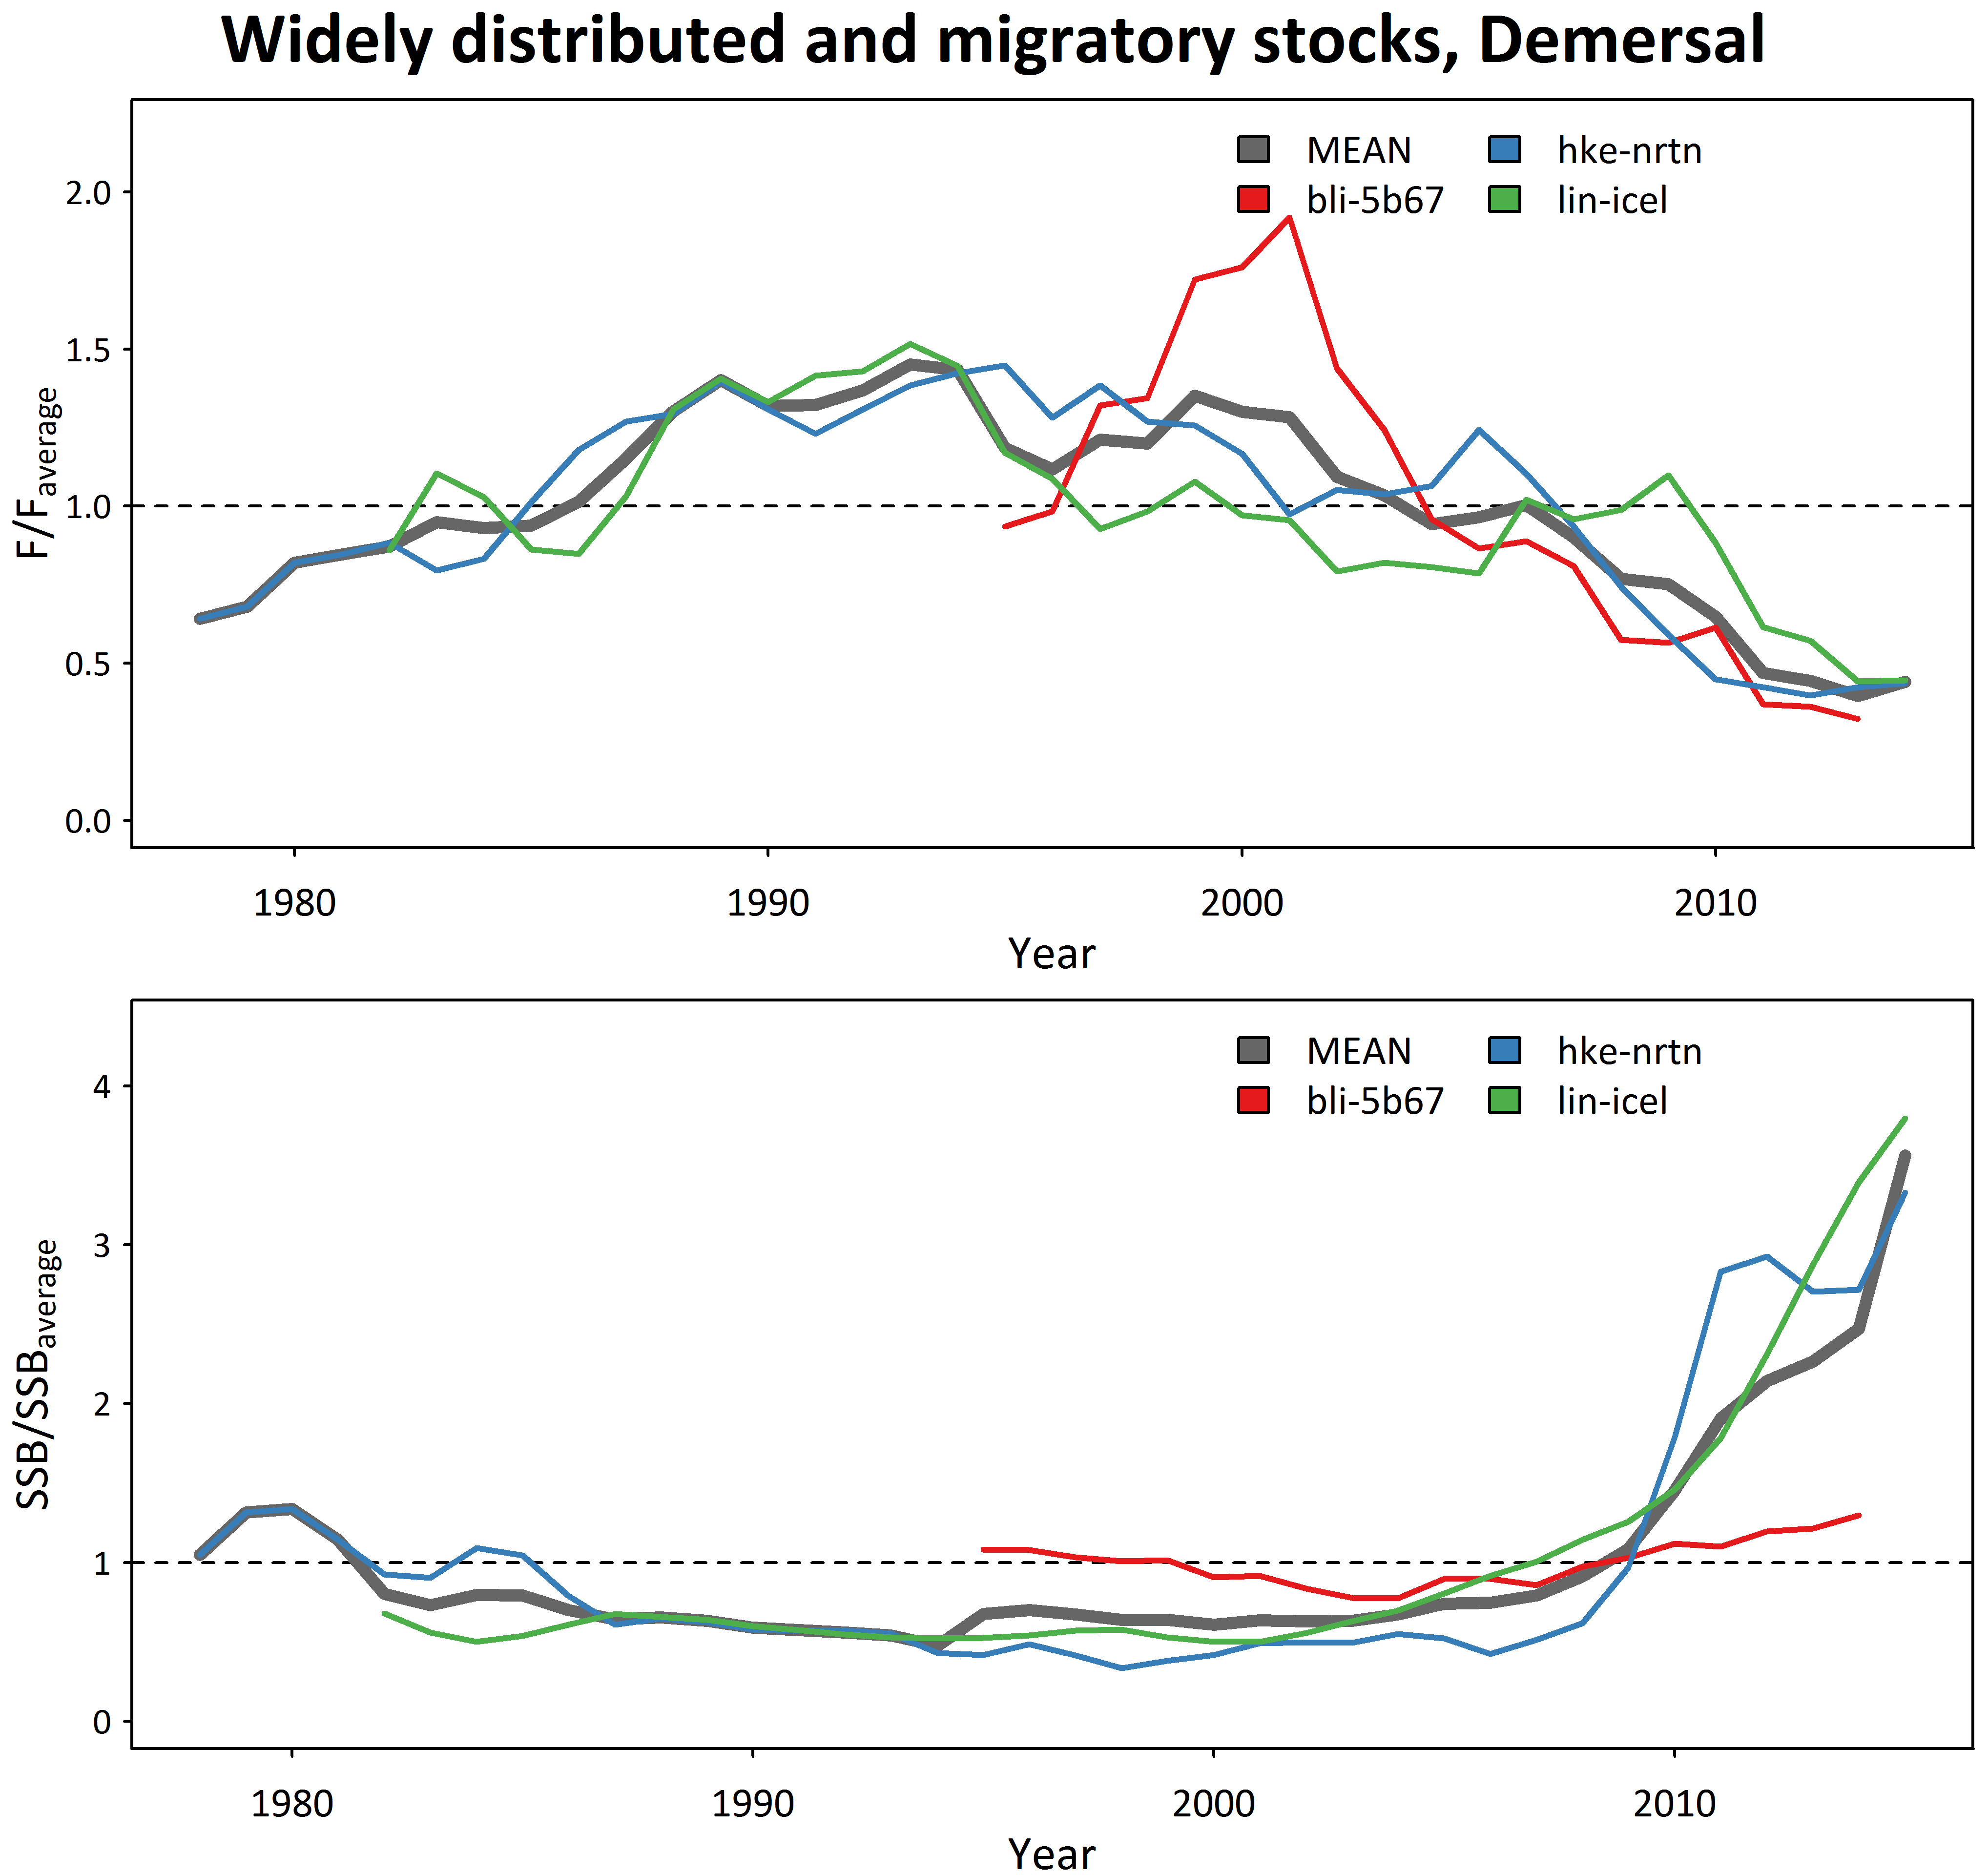 Widely distributed and migratory stocks, Demersal
MEAN hke-nrtn
bli-5b67 lin-icel
2.0
1.5
1.0
0.5
0.0
F/Faverage
1980 1990 2000 2010
Year
MEAN hke-nrtn
bli-5b67 lin-icel
4
3
2
1
0
SSB/SSBaverage
1980 1990 2000 2010
Year